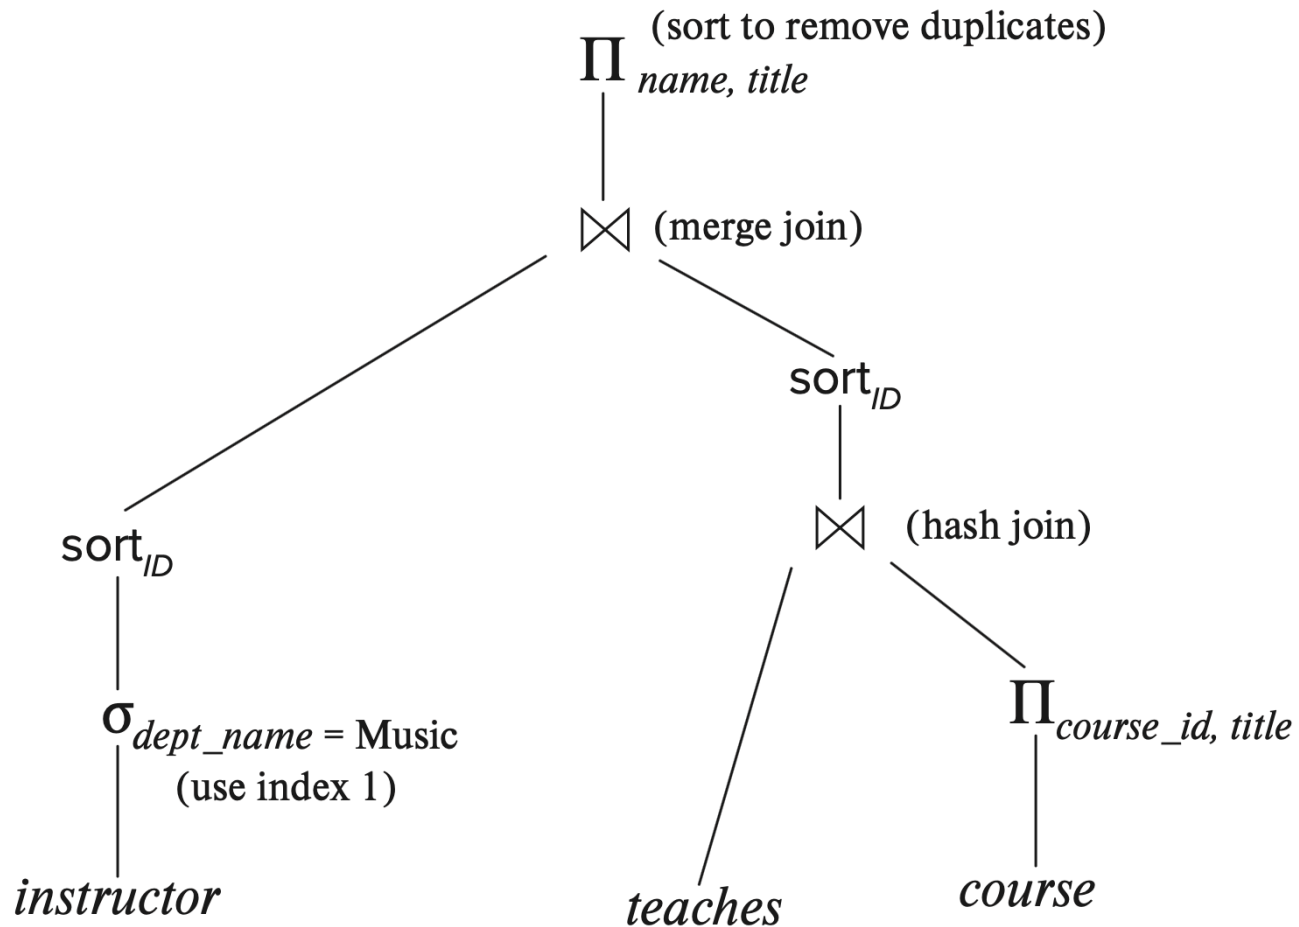 (sort to remove duplicates)
Π name, title
⋈ (merge join)
sort ID
⋈ (hash join)
sort ID
Π course_id, title
σ dept_name = Music
(use index 1)
instructor
teaches
course